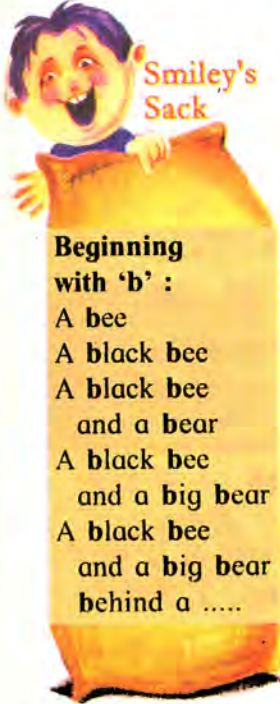 Smiley's
Sack
Beginning
with ‘b’ :
A bee
A black bee
A black bee
and a bear
A black bee
and a big bear
A black bee
and a big bear
behind a .....